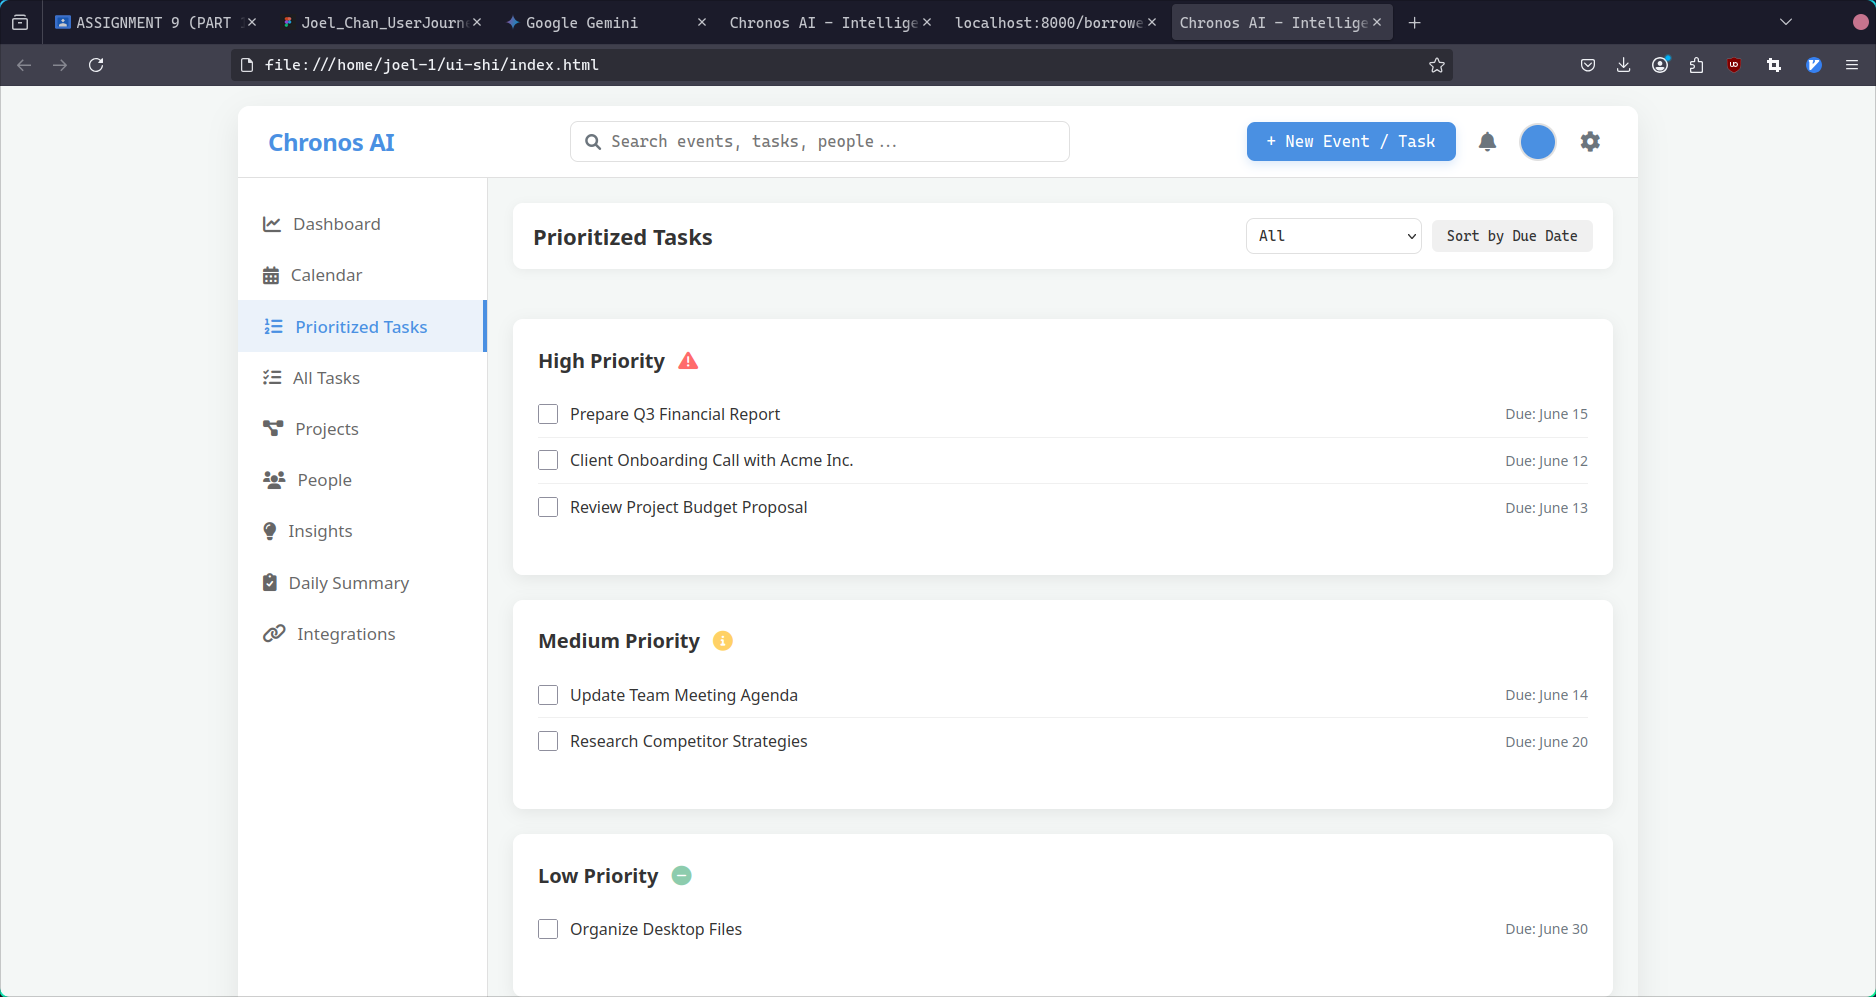 ASSIGNMENT 9 (PART
Joel_Chan_UserJourn
Google Gemini
Chronos AI - Intellige
localhost:8000/borrowe
Chronos AI - Intellige
file:///home/joel-1/ui-shi/index.html
Chronos AI
Search events, tasks, people...
+ New Event / Task
Dashboard
Calendar
Prioritized Tasks
All Tasks
Projects
People
Insights
Daily Summary
Integrations
Prioritized Tasks
All
Sort by Due Date
High Priority
Prepare Q3 Financial Report
Due: June 15
Client Onboarding Call with Acme Inc.
Due: June 12
Review Project Budget Proposal
Due: June 13
Medium Priority
Update Team Meeting Agenda
Due: June 14
Research Competitor Strategies
Due: June 20
Low Priority
Organize Desktop Files
Due: June 30